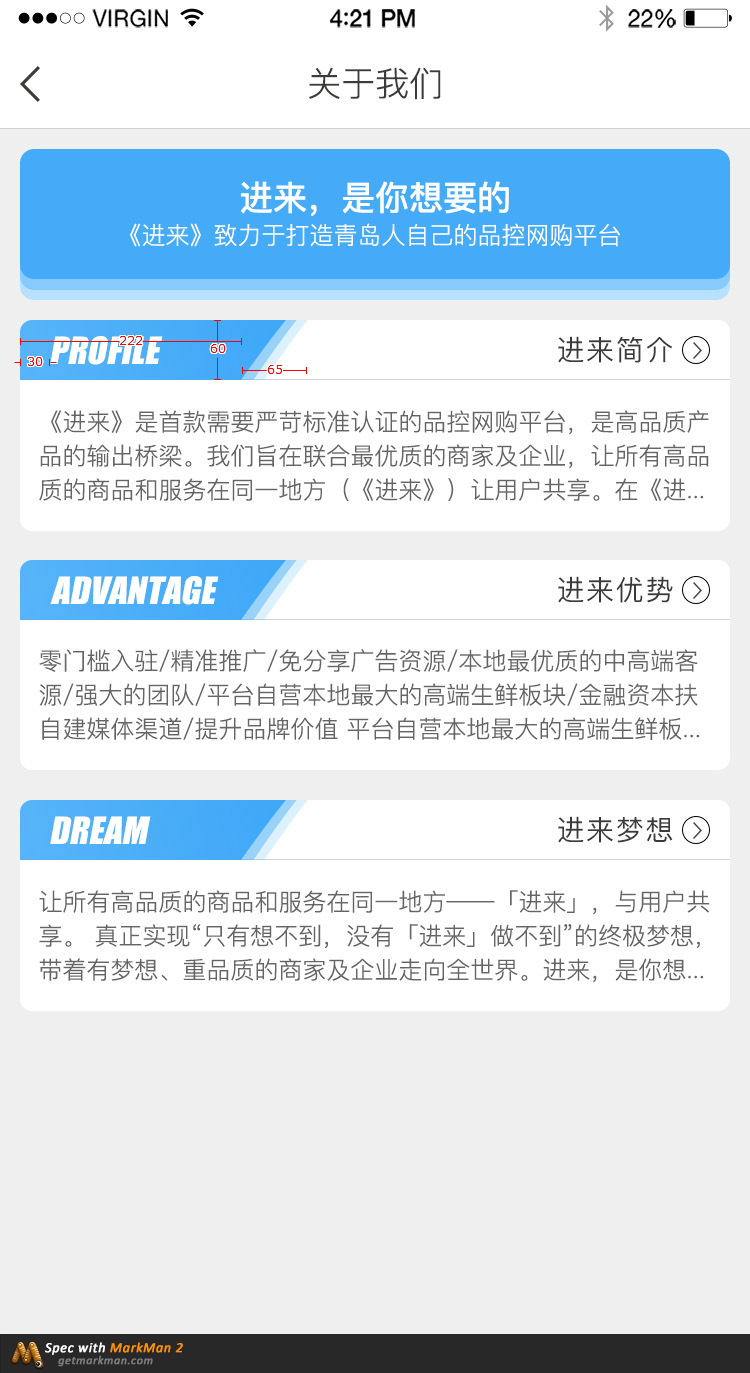 VIRGIN
4:21 PM
22%
关于我们
进来，是你想要的
《进来》致力于打造青岛人自己的品控网购平台
PROFILE
222
60
30
65
进来简介
《进来》是首款需要严苛标准认证的品控网购平台，是高品质产
品的输出桥梁。我们旨在联合最优质的商家及企业，让所有高品
质的商品和服务在同一地方（《进来》）让用户共享。在《进...
ADVANTAGE
进来优势
零门槛入驻/精准推广/免分享广告资源/本地最优质的中高端客
源/强大的团队/平台自营本地最大的高端生鲜板块/金融资本扶
自建媒体渠道/提升品牌价值 平台自营本地最大的高端生鲜板...
DREAM
进来梦想
让所有高品质的商品和服务在同一地方——「进来」，与用户共
享。 真正实现“只有想不到，没有「进来」做不到”的终极梦想，
带着有梦想、重品质的商家及企业走向全世界。进来，是你想...
Spec with MarkMan 2
getmarkman.com